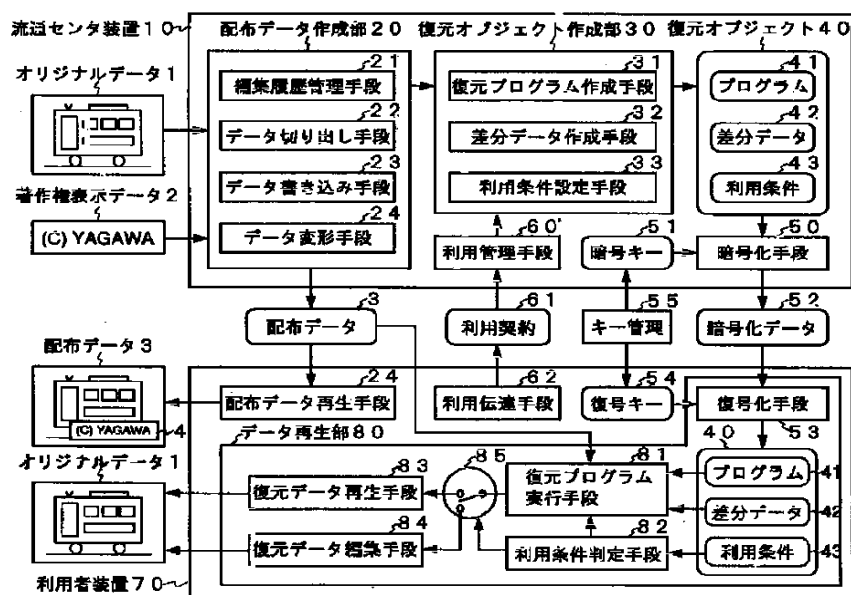 流通センタ装置10
配布データ作成部20
復元オブジェクト作成部30
復元オブジェクト40
オリジナルデータ1
21
編集履歴管理手段
22
データ切り出し手段
23
データ書き込み手段
24
データ変形手段
31
復元プログラム作成手段
32
差分データ作成手段
33
利用条件設定手段
41
プログラム
42
差分データ
43
利用条件
著作権表示データ2
(C) YAGAWA
60
利用管理手段
51
暗号キー
50
暗号化手段
3
配布データ
61
利用契約
55
キー管理
52
暗号化データ
配布データ3
(C) YAGAWA
4
24
配布データ再生手段
62
利用伝達手段
54
復号キー
復号化手段
53
データ再生部80
オリジナルデータ1
83
復元データ再生手段
84
復元データ編集手段
85
81
復元プログラム
実行手段
82
利用条件判定手段
40
プログラム
41
差分データ
42
利用条件
43
利用者装置70